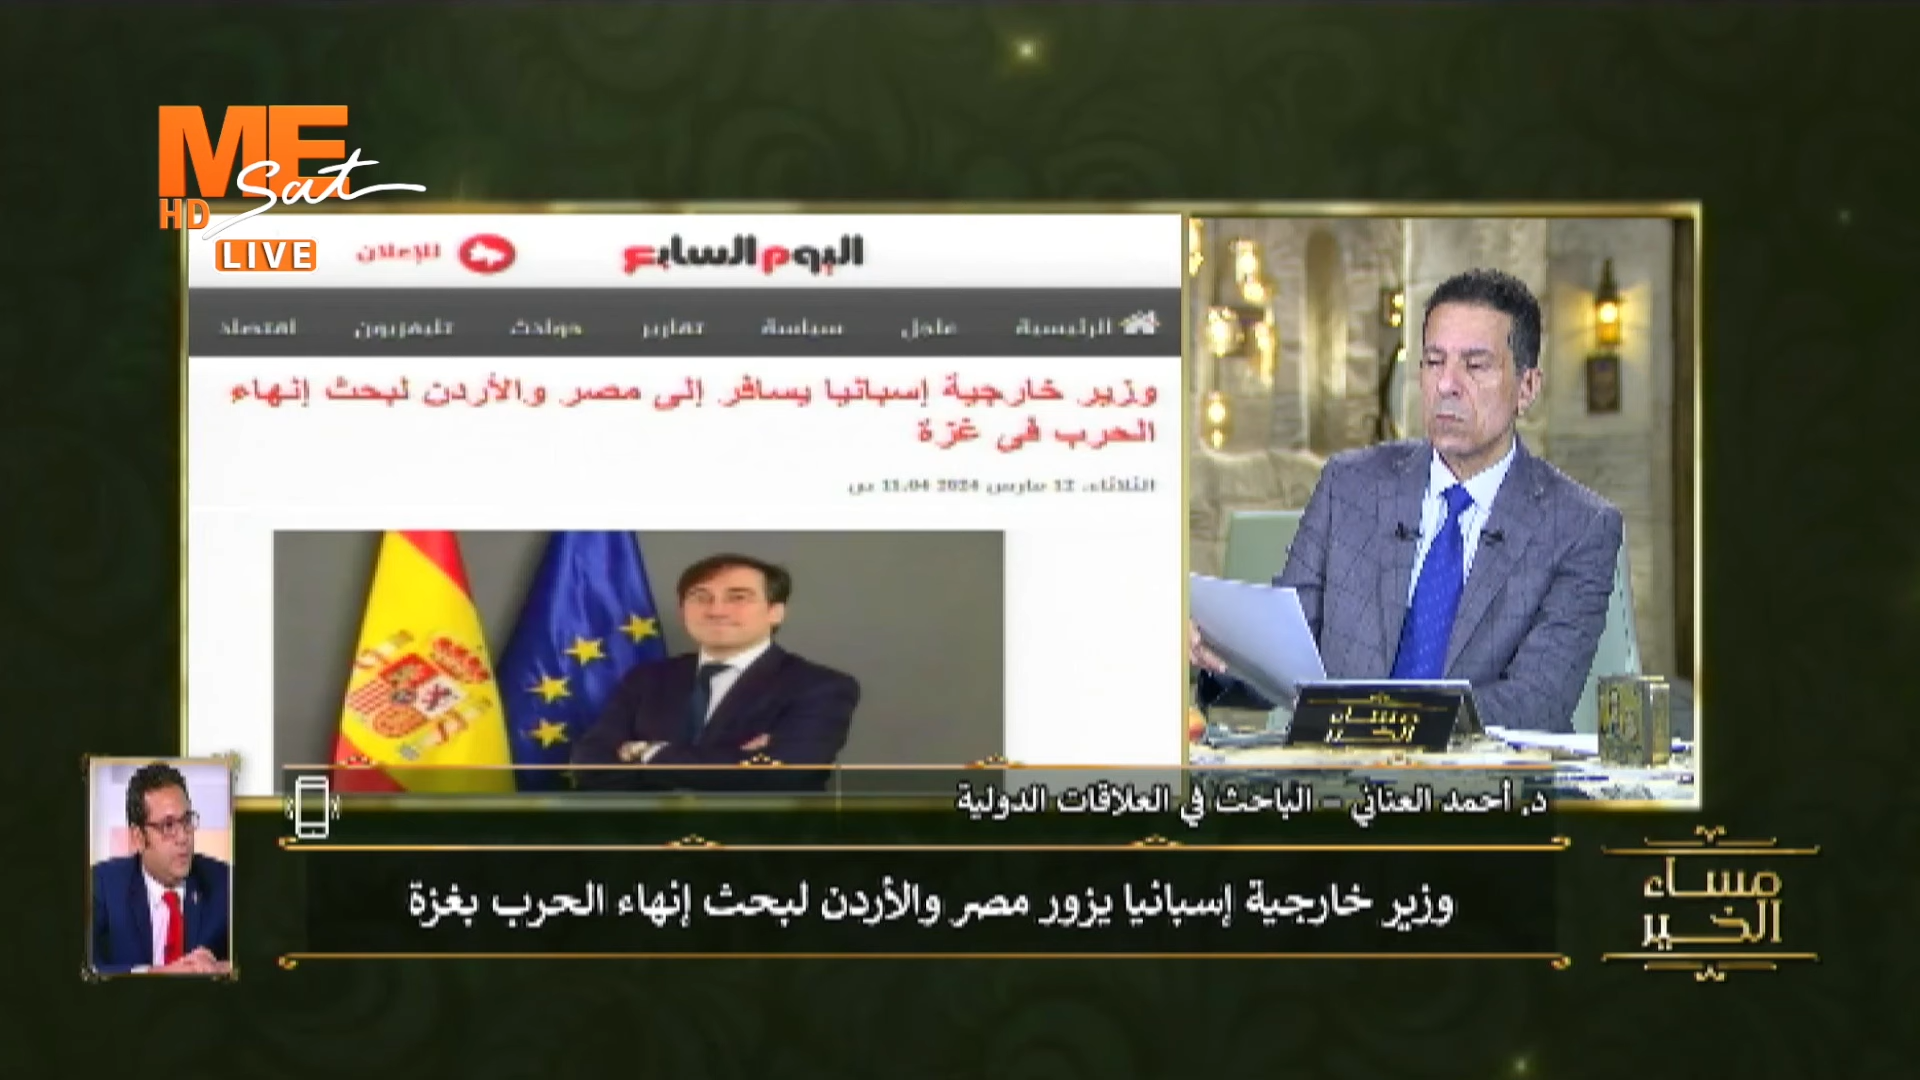 ME
Sat
HD
LIVE
للإعلان
اليوم السابع
الرئيسية عاجل سياسة تقارير حوادث تليفزيون اقتصاد
وزير خارجية إسبانيا يسافر إلى مصر والأردن لبحث إنهاء
الحرب فى غزة
الثلاثاء، 12 مارس 2024 11:04 ص
مساء
الخير
د. أحمد العناني – الباحث في العلاقات الدولية
وزير خارجية إسبانيا يزور مصر والأردن لبحث إنهاء الحرب بغزة
مساء
الخير